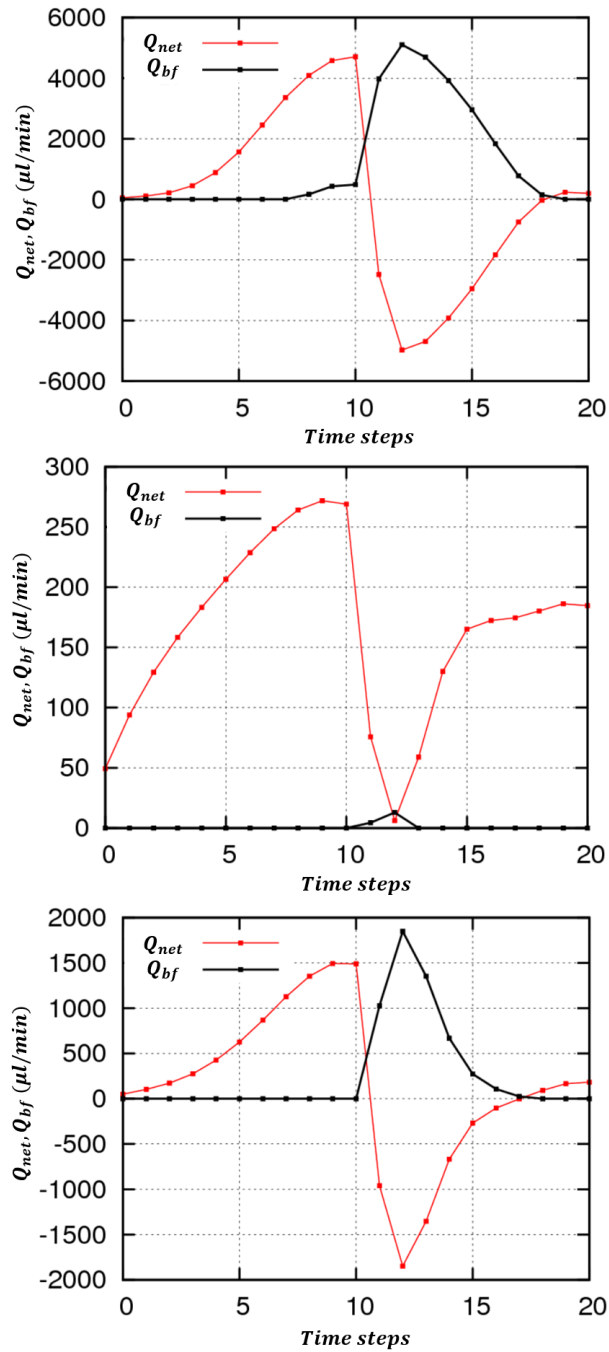 6000
4000
2000
0
-2000
-4000
-6000
Q_net, Q_bf (μl/min)
Q_net
Q_bf
0 5 10 15 20
Time steps
300
250
200
150
100
50
0
Q_net, Q_bf (μl/min)
Q_net
Q_bf
0 5 10 15 20
Time steps
2000
1500
1000
500
0
-500
-1000
-1500
-2000
Q_net, Q_bf (μl/min)
Q_net
Q_bf
0 5 10 15 20
Time steps